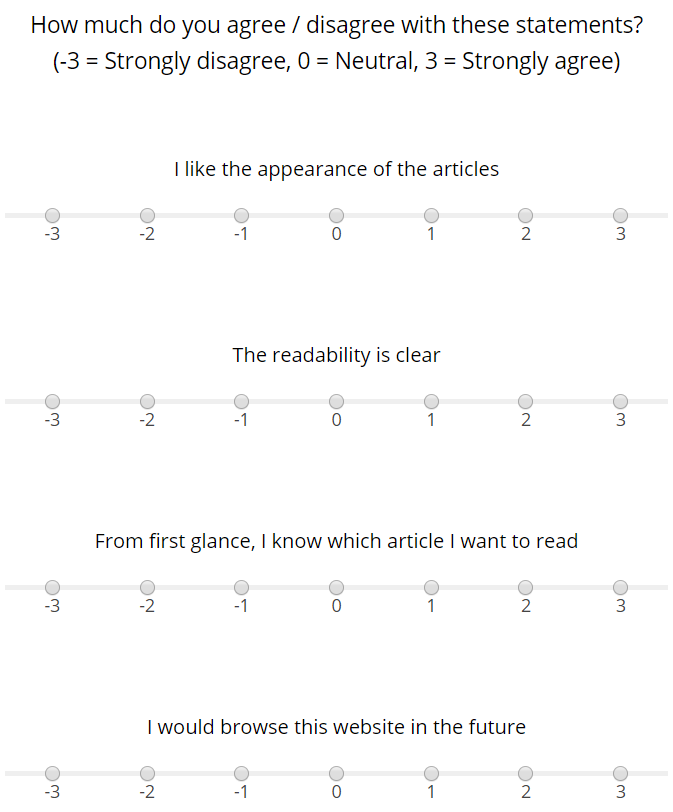 How much do you agree / disagree with these statements?
(-3 = Strongly disagree, 0 = Neutral, 3 = Strongly agree)
I like the appearance of the articles
-3 -2 -1 0 1 2 3
The readability is clear
-3 -2 -1 0 1 2 3
From first glance, I know which article I want to read
-3 -2 -1 0 1 2 3
I would browse this website in the future
-3 -2 -1 0 1 2 3